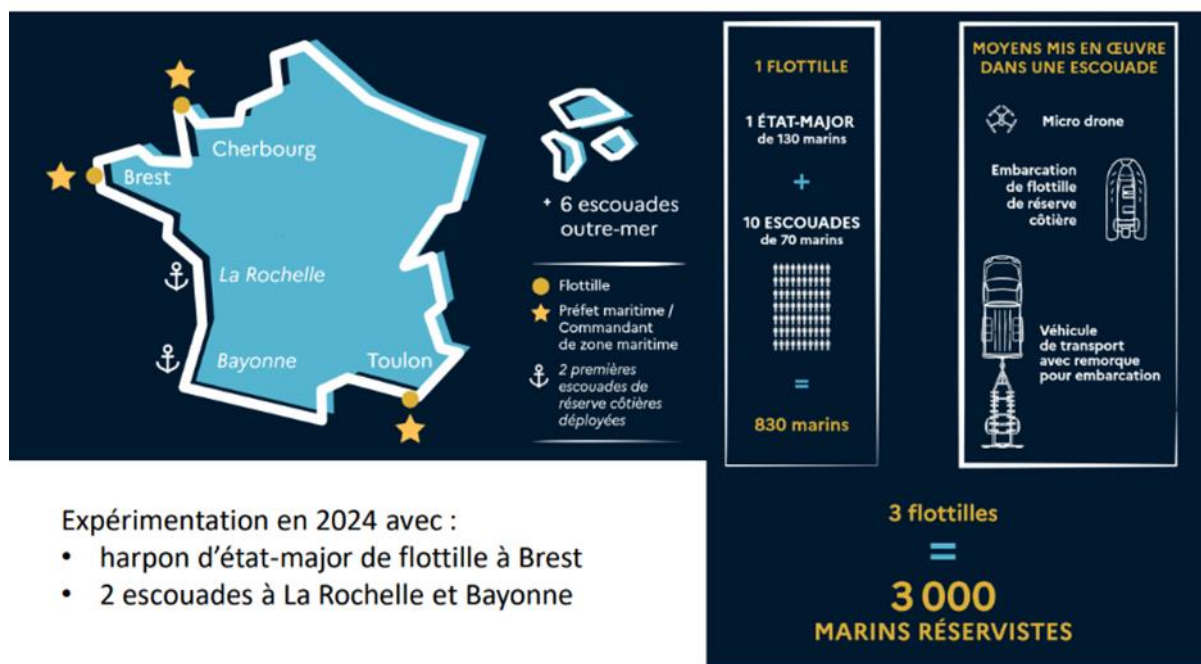 Cherbourg
Brest
La Rochelle
Bayonne
Toulon
+ 6 escouades
outre-mer
Flottille
Préfet maritime /
Commandant
de zone maritime
2 premières
escouades de
réserve côtières
déployées
1 FLOTTILLE
1 ÉTAT-MAJOR
de 130 marins
+
10 ESCOUADES
de 70 marins
=
830 marins
MOYENS MIS EN ŒUVRE
DANS UNE ESCOUADE
Micro drone
Embarcation
de flottille
de réserve
côtière
Véhicule
de transport
avec remorque
pour embarcation
Expérimentation en 2024 avec :
• harpon d’état-major de flottille à Brest
• 2 escouades à La Rochelle et Bayonne
3 flottilles
=
3 000
MARINS RÉSERVISTES